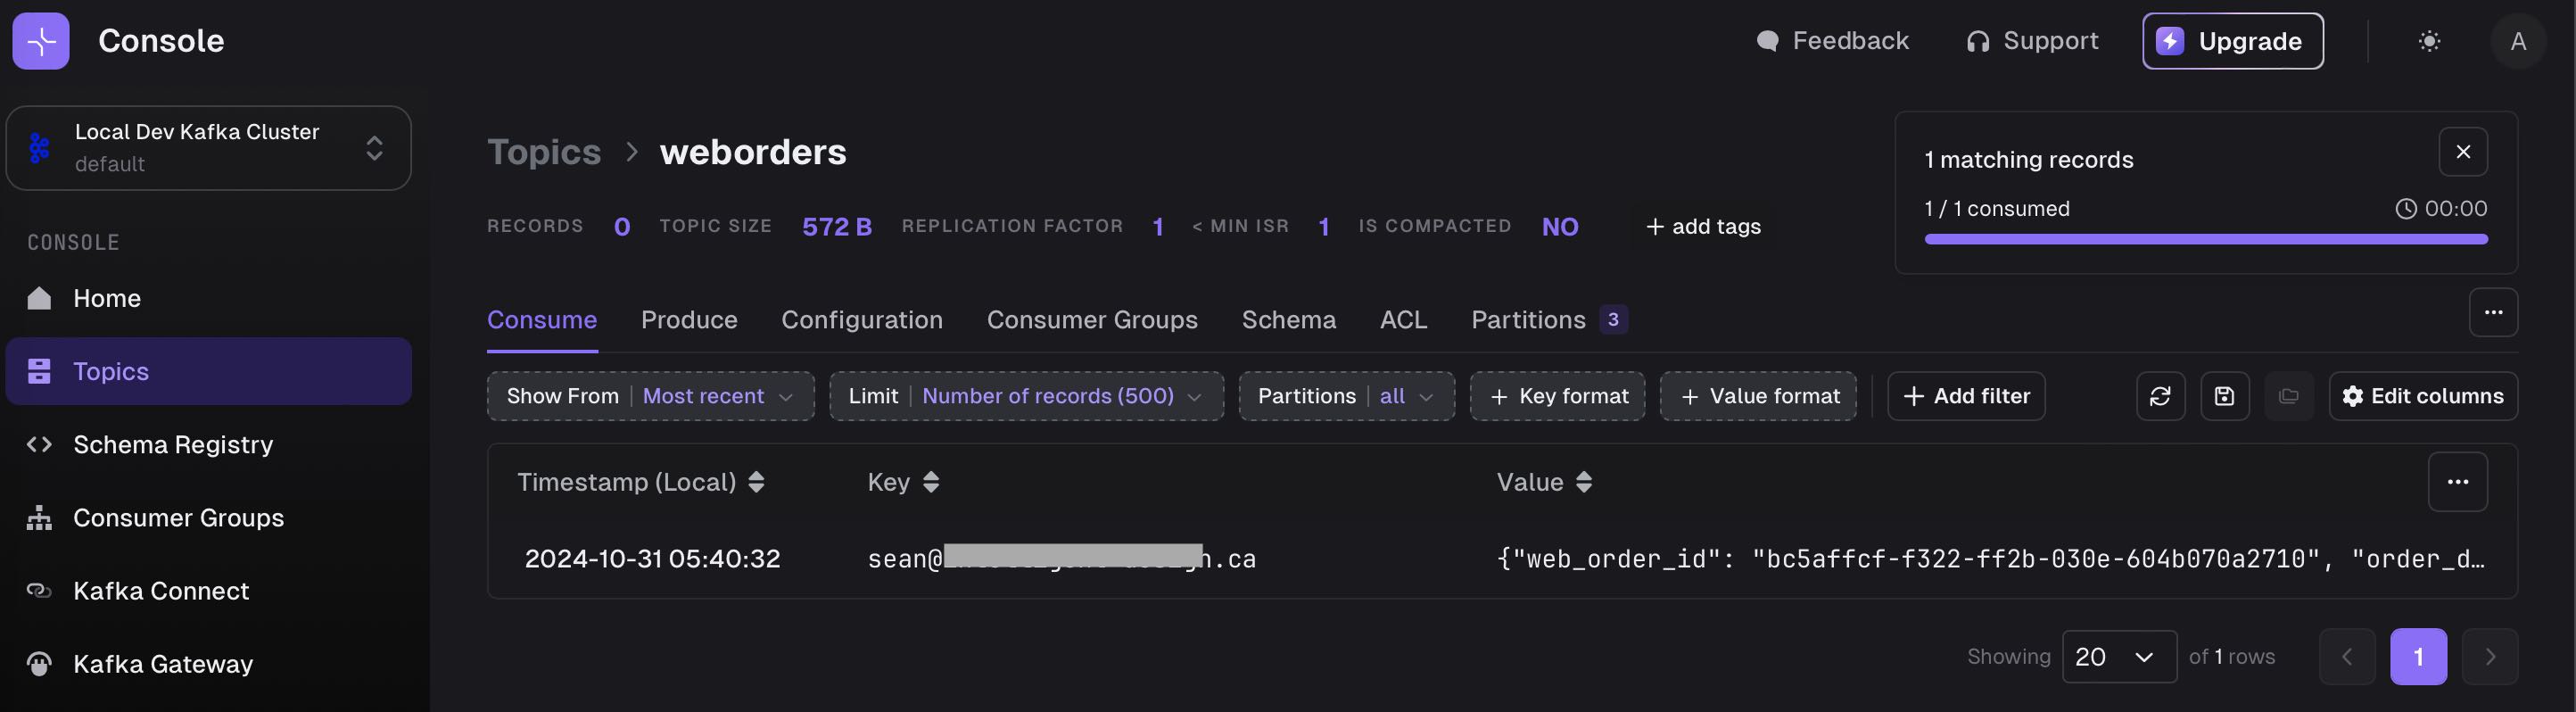 Console
Feedback
Support
Upgrade
A
Local Dev Kafka Cluster
default
CONSOLE
Home
Topics
Schema Registry
Consumer Groups
Kafka Connect
Kafka Gateway
Topics > weborders
RECORDS 0 TOPIC SIZE 572 B REPLICATION FACTOR 1 < MIN ISR 1 IS COMPACTED NO + add tags
1 matching records
1 / 1 consumed 00:00
Consume Produce Configuration Consumer Groups Schema ACL Partitions 3
Show From | Most recent Limit | Number of records (500) Partitions | all + Key format + Value format + Add filter Edit columns
Timestamp (Local) Key Value
2024-10-31 05:40:32 sean@ .ca {"web_order_id": "bc5affcf-f322-ff2b-030e-604b070a2710", "order_d…
Showing 20 of 1 rows 1